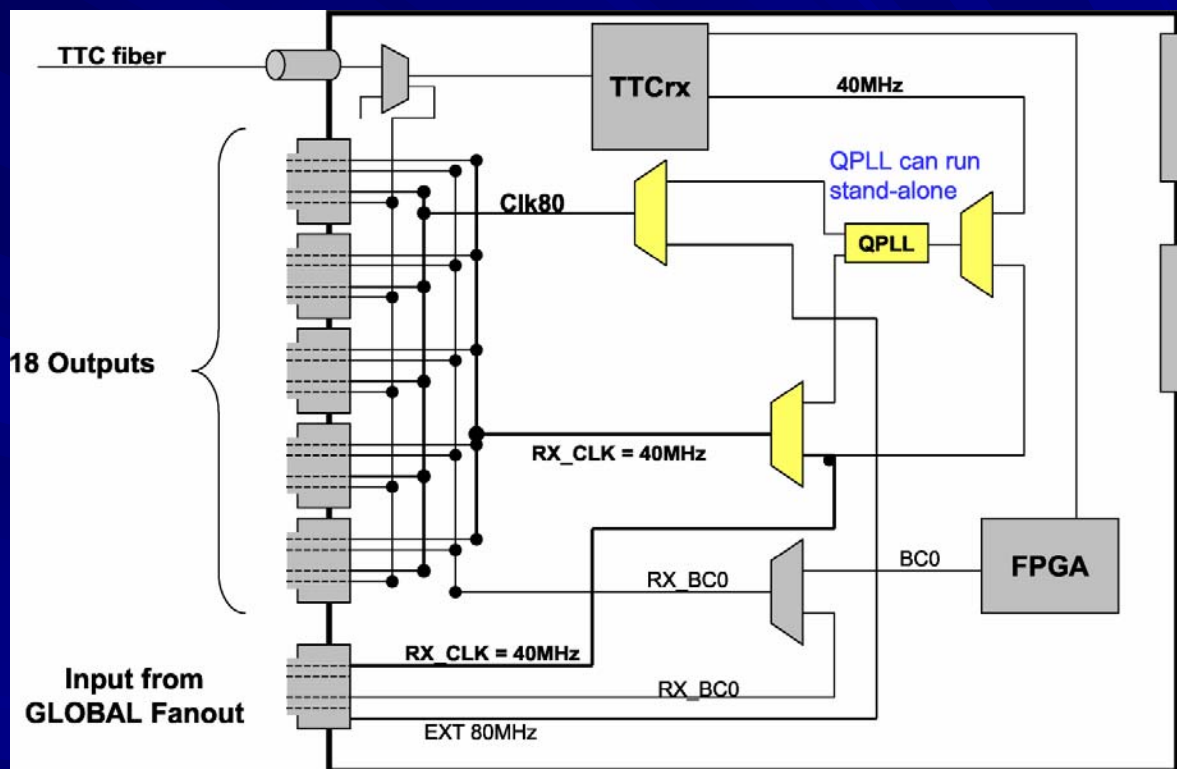 TTC fiber
TTCrx
40MHz
QPLL can run
stand-alone
Clk80
QPLL
18 Outputs
RX_CLK = 40MHz
BC0
FPGA
RX_BC0
RX_CLK = 40MHz
Input from
GLOBAL Fanout
RX_BC0
EXT 80MHz